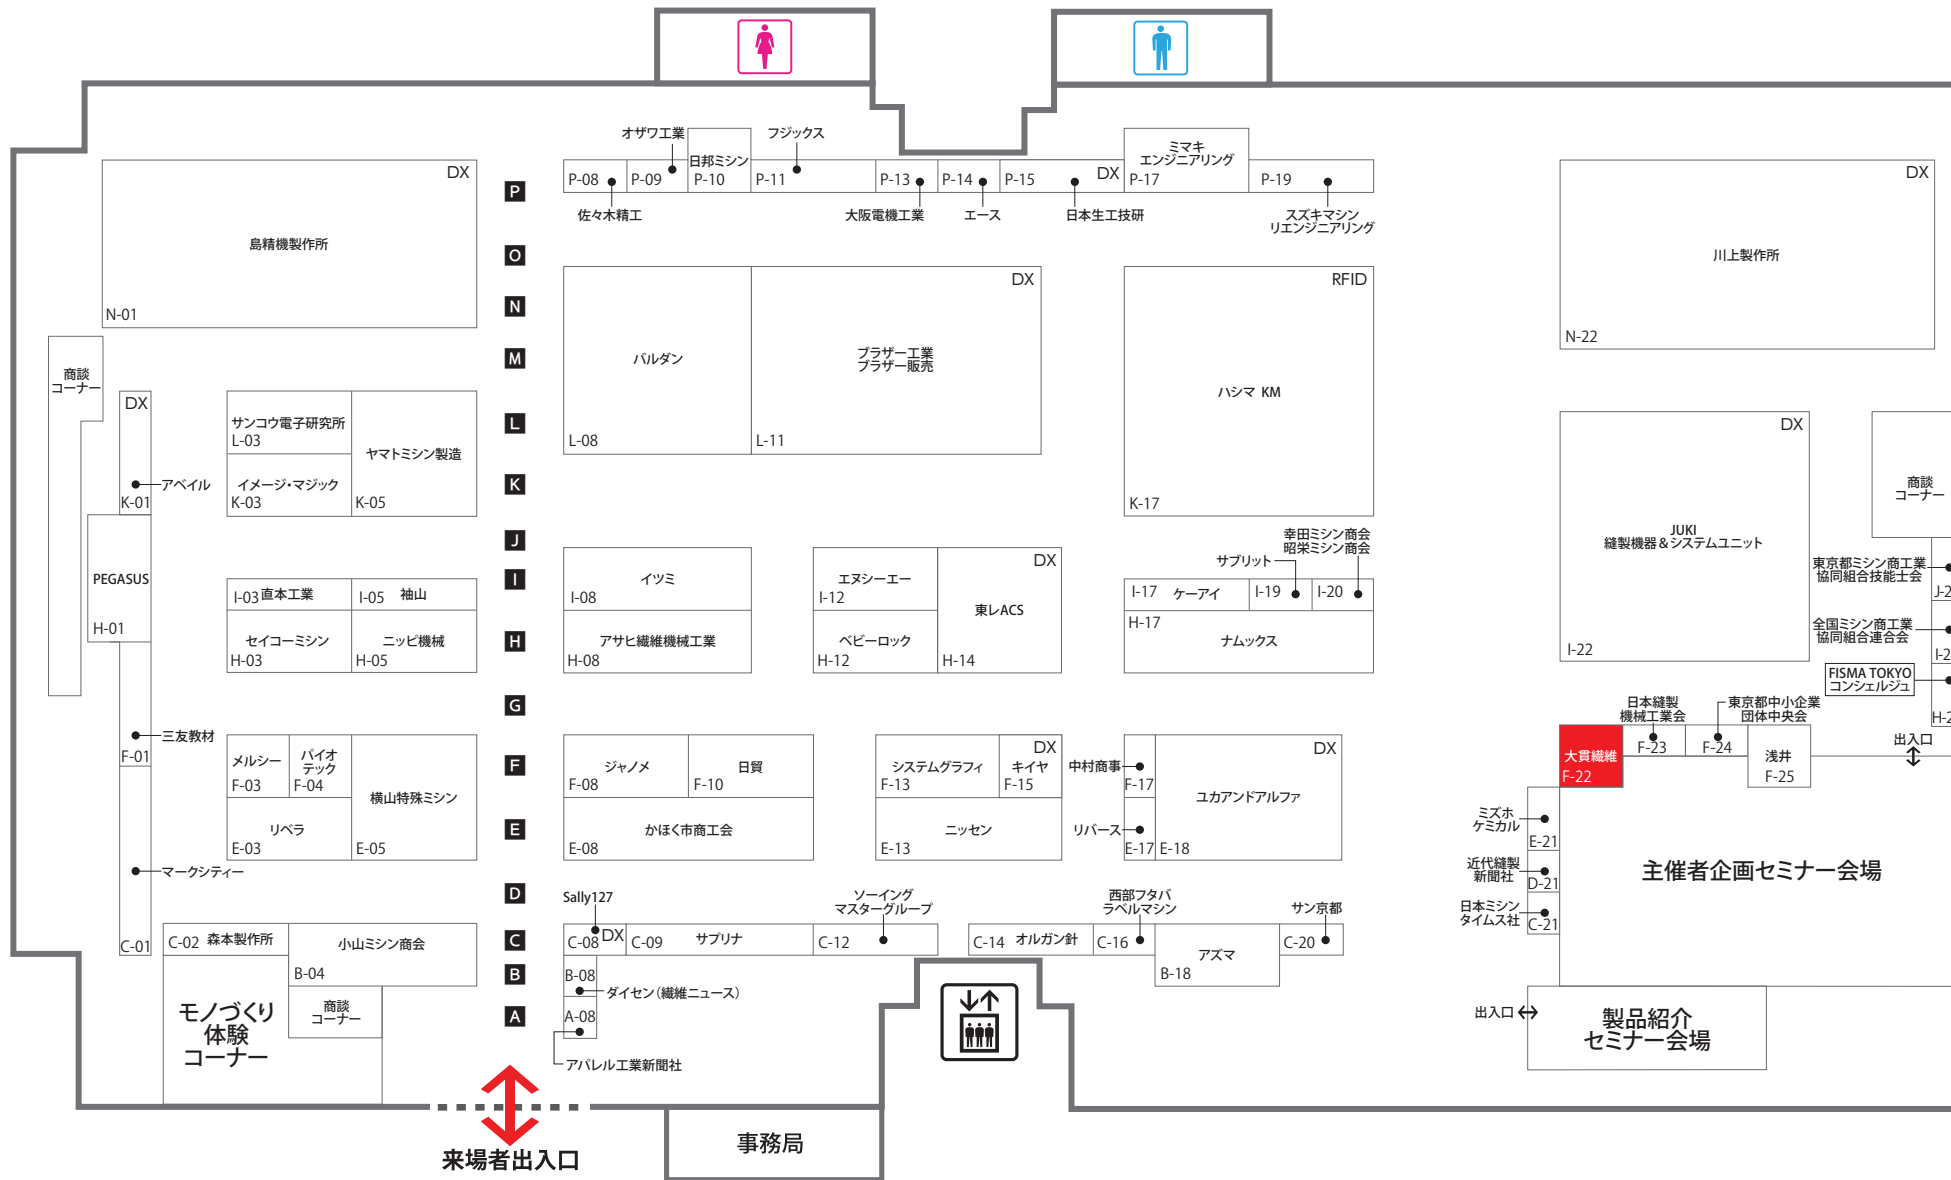 オザワ工業
フジックス
日邦ミシン
ミマキ
エンジニアリング
P
P-08
P-09
P-10
P-11
P-13
P-14
P-15
DX
P-17
P-19
佐々木精工
大阪電機工業
エース
日本生工技研
スズキマシン
リエンジニアリング
DX
島精機製作所
N-01
DX
川上製作所
N-22
O
N
M
L
K
J
I
H
G
F
E
D
C
B
A
バルダン
L-08
DX
ブラザー工業
ブラザー販売
L-11
RFID
ハシマ KM
K-17
商談
コーナー
DX
アベイル
K-01
サンコウ電子研究所
L-03
イメージ・マジック
K-03
ヤマトミシン製造
K-05
DX
JUKI
縫製機器&システムユニット
I-22
商談
コーナー
PEGASUS
H-01
I-03 直本工業
I-05 袖山
セイコーミシン
H-03
ニッピ機械
H-05
イツミ
I-08
アサヒ繊維機械工業
H-08
エヌシーエー
I-12
ベビーロック
H-12
DX
東レACS
H-14
幸田ミシン商会
昭栄ミシン商会
サブリット
I-17 ケーアイ
I-19
I-20
H-17
ナムックス
東京都ミシン商工業
協同組合技能士会
J-2
全国ミシン商工業
協同組合連合会
I-2
FISMA TOKYO
コンシェルジュ
H-2
三友教材
F-01
メルシー
F-03
パイオ
テック
F-04
横山特殊ミシン
E-05
リベラ
E-03
ジャノメ
F-08
日貿
F-10
かほく市商工会
E-08
システムグラフィ
F-13
DX
キイヤ
F-15
ニッセン
E-13
中村商事
F-17
リバース
E-17
DX
ユカアンドアルファ
E-18
日本縫製
機械工業会
F-23
東京都中小企業
団体中央会
F-24
大貫繊維
F-22
浅井
F-25
出入口
ミズホ
ケミカル
E-21
近代縫製
新聞社
D-21
日本ミシン
タイムス社
C-21
主催者企画セミナー会場
マークシティー
C-01
C-02 森本製作所
小山ミシン商会
B-04
商談
コーナー
モノづくり
体験
コーナー
Sally127
C-08
DX
C-09 サプリナ
ソーイング
マスターグループ
C-12
B-08
ダイセン(繊維ニュース)
A-08
アパレル工業新聞社
C-14 オルガン針
西部フタバ
ラベルマシン
C-16
アズマ
B-18
サン京都
C-20
出入口
製品紹介
セミナー会場
来場者出入口
事務局